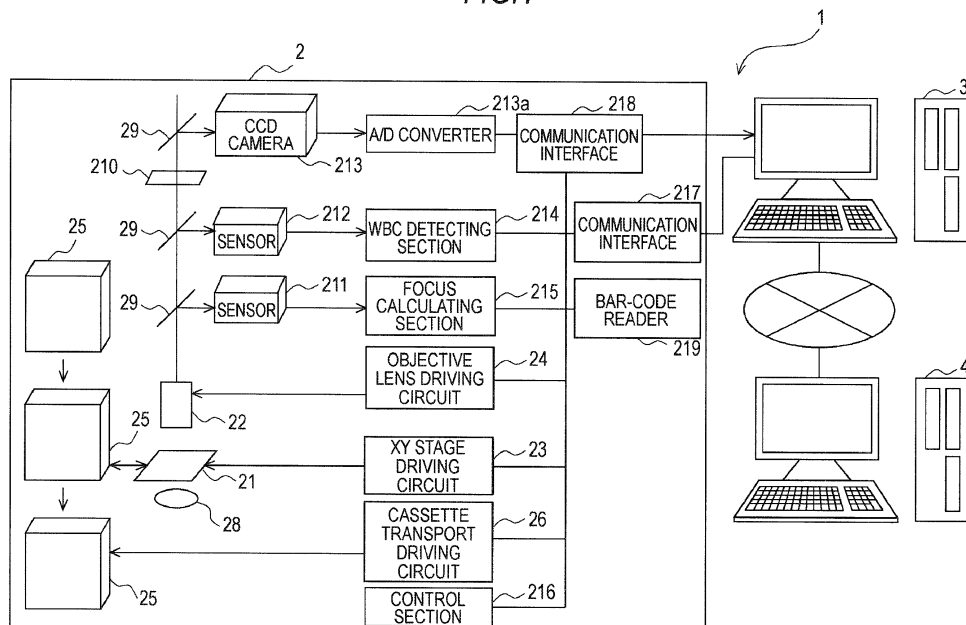 1
2
3
213a
218
29
CCD
CAMERA
A/D CONVERTER
COMMUNICATION
INTERFACE
213
210
217
212
214
25
29
SENSOR
WBC DETECTING
SECTION
COMMUNICATION
INTERFACE
211
29
SENSOR
FOCUS
CALCULATING
SECTION
215
BAR-CODE
READER
219
OBJECTIVE
LENS DRIVING
CIRCUIT
24
4
22
25
XY STAGE
DRIVING
CIRCUIT
23
21
28
CASSETTE
TRANSPORT
DRIVING
CIRCUIT
26
25
CONTROL
SECTION
216